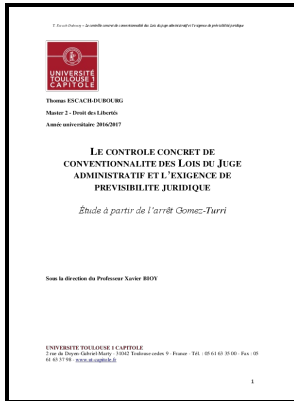 T. Escach-Dubourg – Le contrôle concret de conventionnalité des Lois du juge administratif et l'exigence de prévisibilité juridique
UNIVERSITÉ
TOULOUSE 1
CAPITOLE
Thomas ESCACH-DUBOURG
Master 2 - Droit des Libertés
Année universitaire 2016/2017
LE CONTROLE CONCRET DE
CONVENTIONNALITE DES LOIS DU JUGE
ADMINISTRATIF ET L'EXIGENCE DE
PREVISIBILITE JURIDIQUE
Étude à partir de l'arrêt Gomez-Turri
Sous la direction du Professeur Xavier BIOY
UNIVERSITE TOULOUSE 1 CAPITOLE
2 rue du Doyen-Gabriel-Marty - 31042 Toulouse cedex 9 - France - Tél. : 05 61 63 35 00 - Fax : 05
61 63 37 98 - www.ut-capitole.fr
1